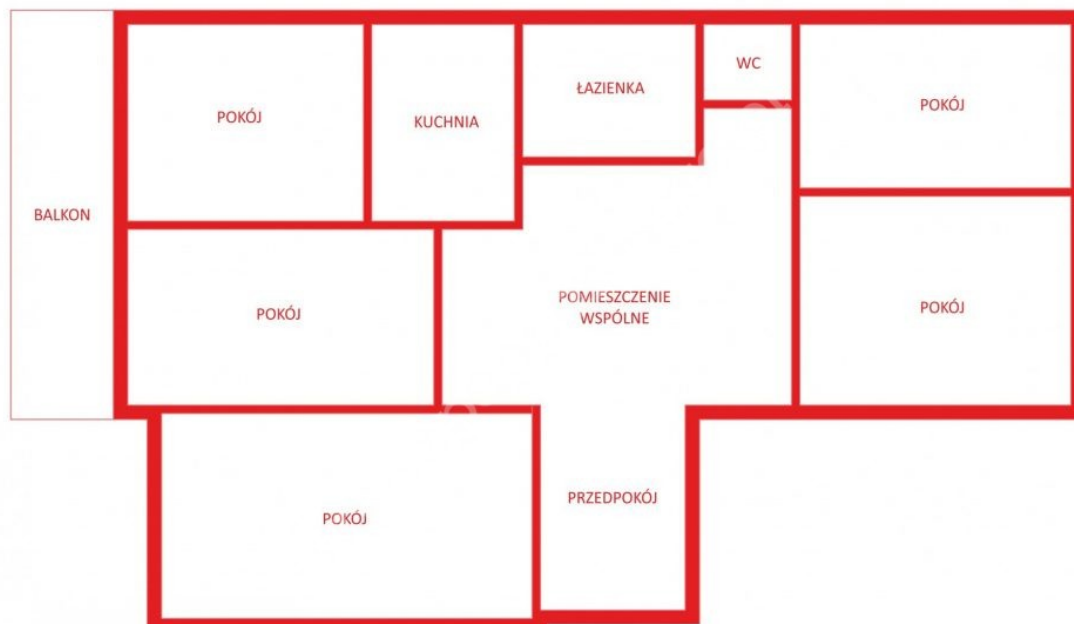 WC
ŁAZIENKA
POKÓJ
POKÓJ
KUCHNIA
BALKON
POMIESZCZENIE
WSPÓLNE
POKÓJ
POKÓJ
PRZEDPOKÓJ
POKÓJ